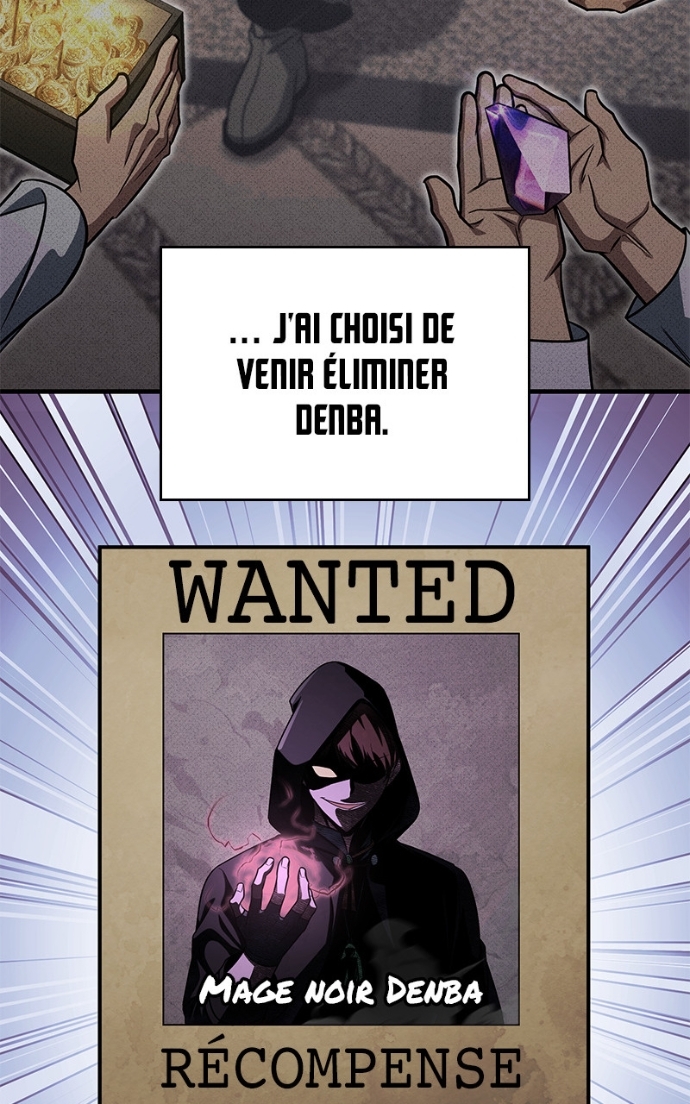 ... J'AI CHOISI DE
VENIR ÉLIMINER
DENBA.
WANTED
MAGE NOIR DENBA
RÉCOMPENSE